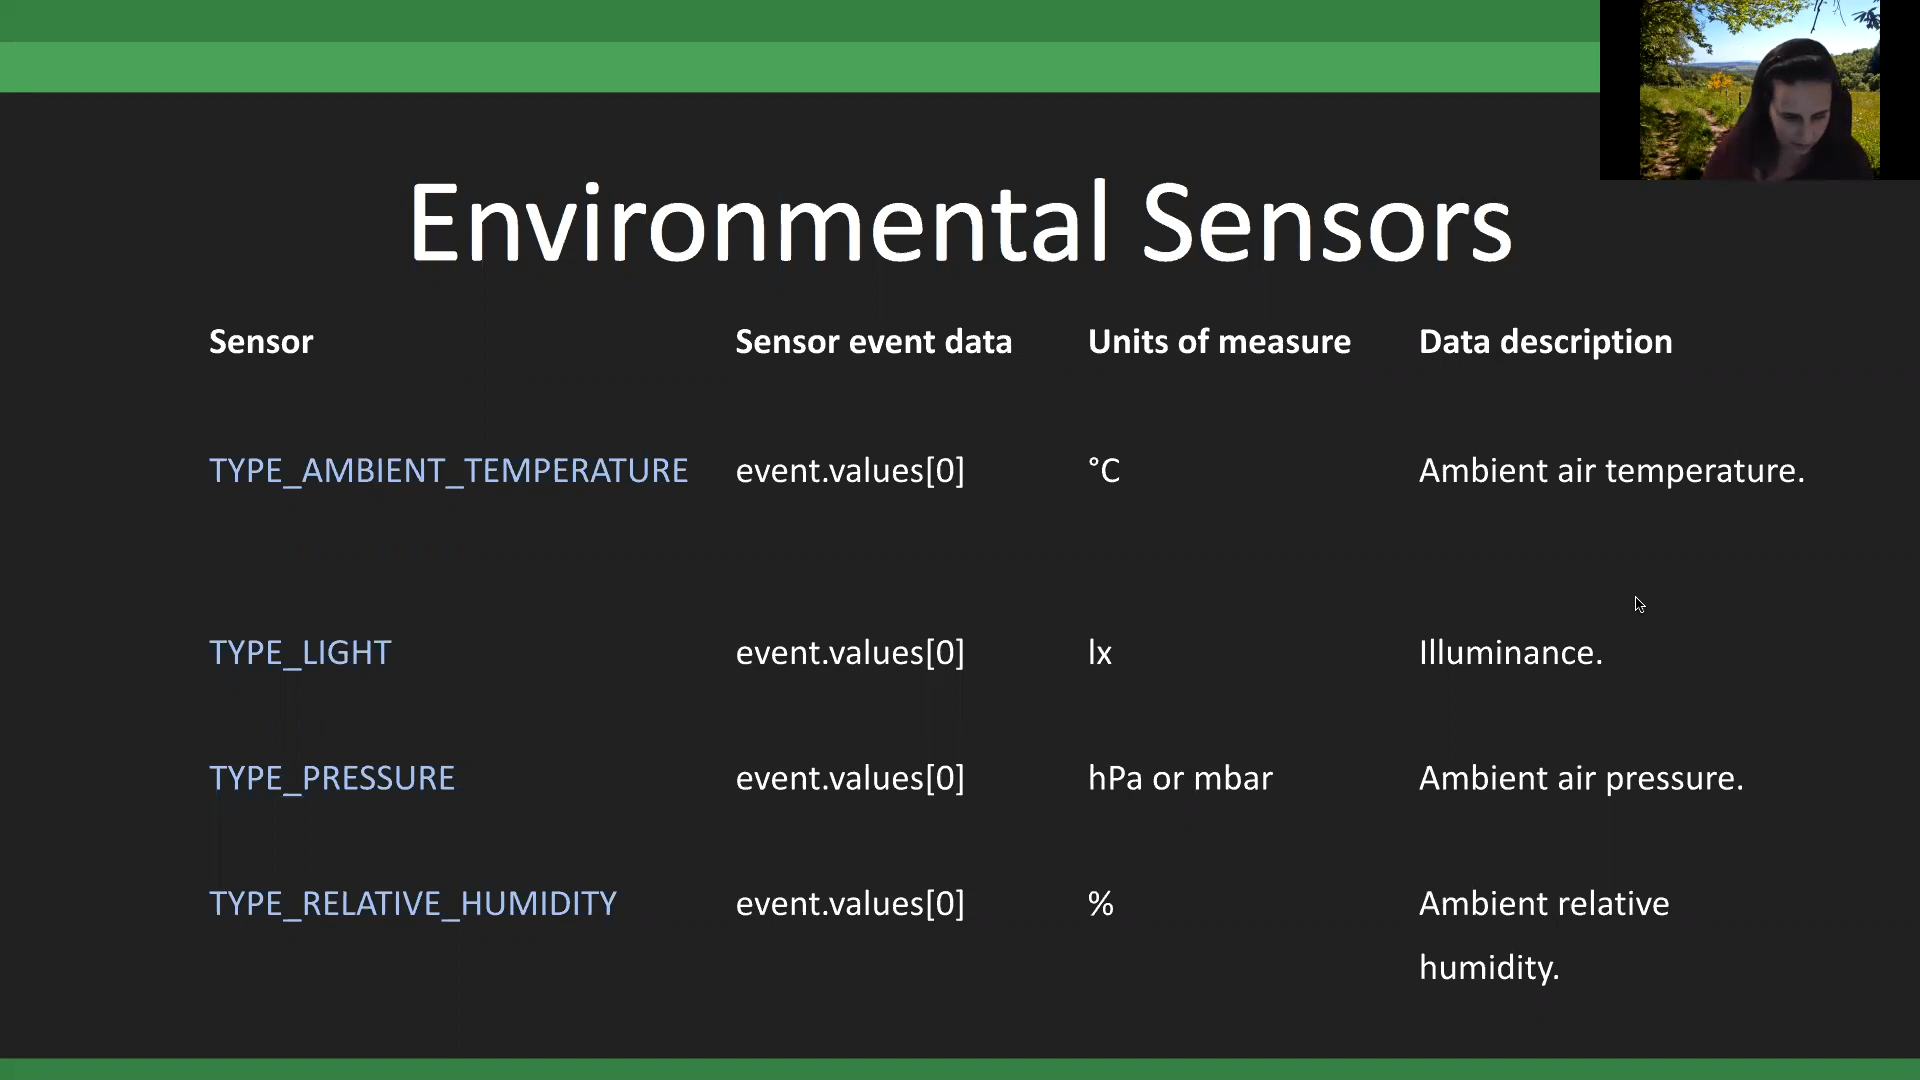 Environmental Sensors
Sensor Sensor event data Units of measure Data description
TYPE_AMBIENT_TEMPERATURE event.values[0] °C Ambient air temperature.
TYPE_LIGHT event.values[0] lx Illuminance.
TYPE_PRESSURE event.values[0] hPa or mbar Ambient air pressure.
TYPE_RELATIVE_HUMIDITY event.values[0] % Ambient relative
humidity.